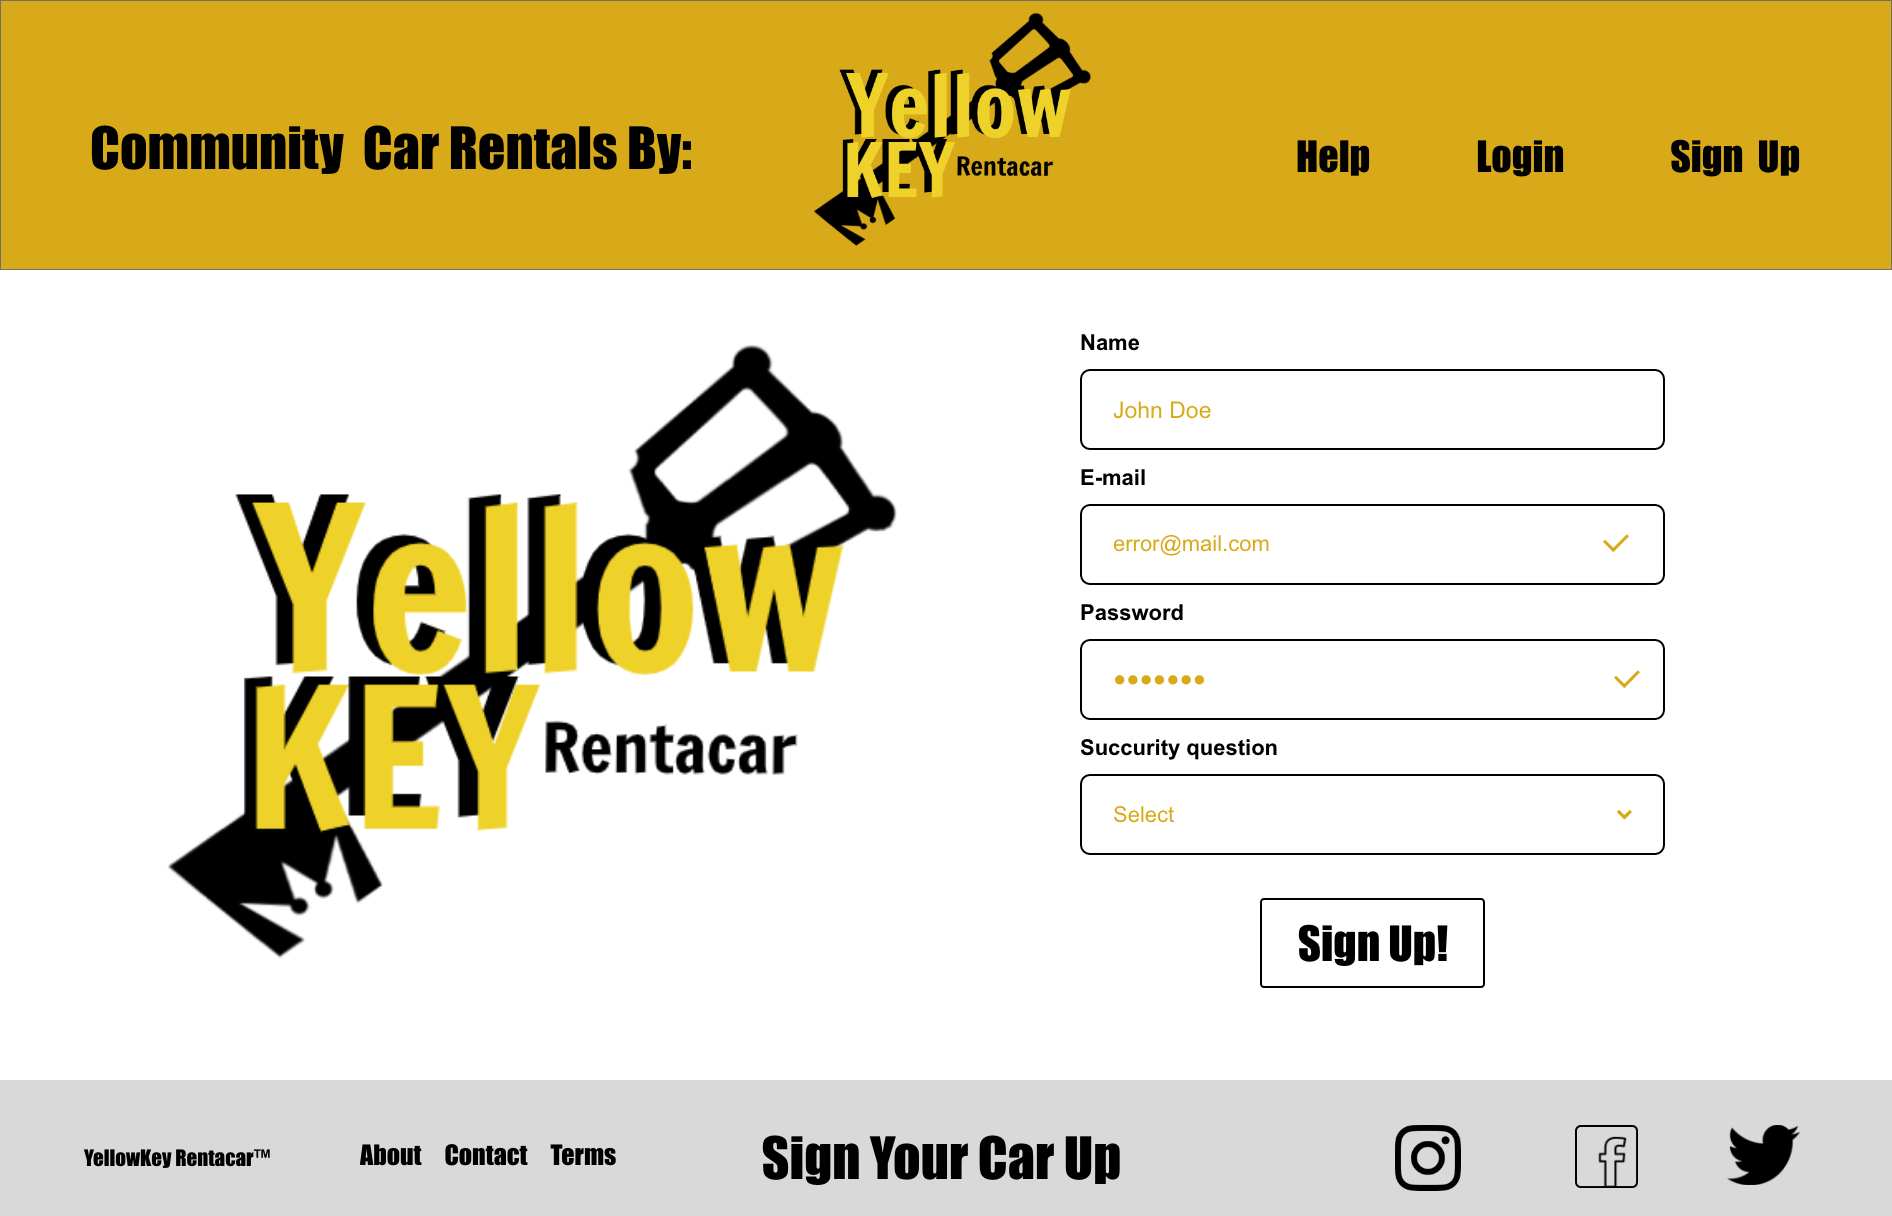 Community Car Rentals By:
Yellow
KEY Rentacar
Help Login Sign Up
Yellow
KEY Rentacar
Name
John Doe
E-mail
error@mail.com
Password
Succurity question
Select
Sign Up!
YellowKey Rentacar™
About Contact Terms
Sign Your Car Up